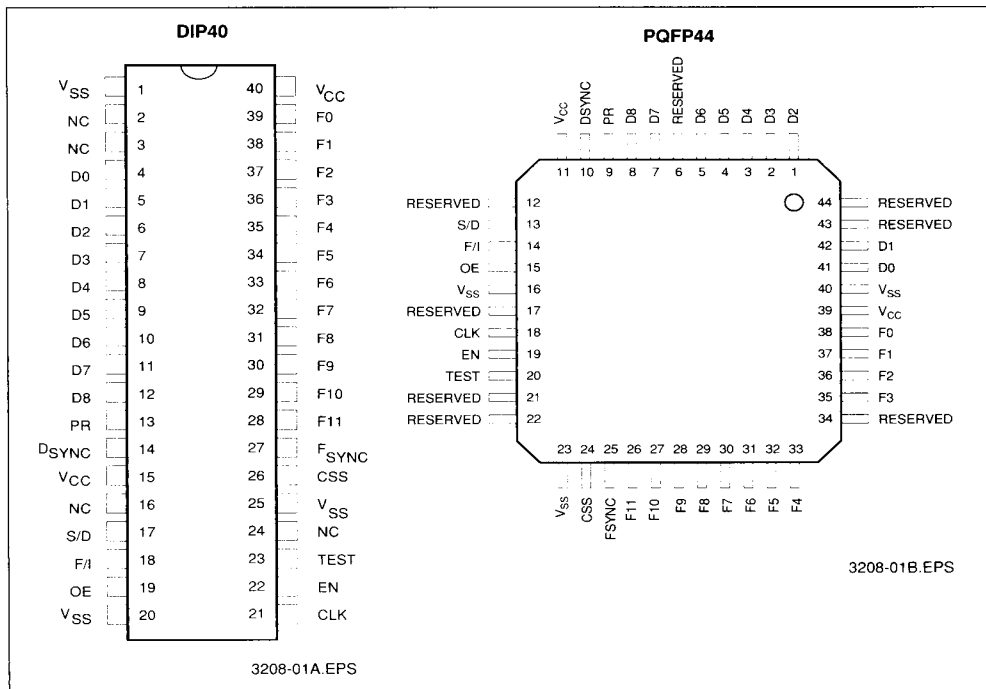 DIP40
VSS 1 40 VCC
NC 2 39 F0
NC 3 38 F1
D0 4 37 F2
D1 5 36 F3
D2 6 35 F4
D3 7 34 F5
D4 8 33 F6
D5 9 32 F7
D6 10 31 F8
D7 11 30 F9
D8 12 29 F10
PR 13 28 F11
DSYNC 14 27 FSYNC
VCC 15 26 CSS
NC 16 25 VSS
S/D 17 24 NC
F/I 18 23 TEST
OE 19 22 EN
VSS 20 21 CLK
3208-01A.EPS
PQFP44
VCC DSYNC PR D8 D7 RESERVED D6 D5 D4 D3 D2
11 10 9 8 7 6 5 4 3 2 1
RESERVED 12 44 RESERVED
S/D 13 43 RESERVED
F/I 14 42 D1
OE 15 41 D0
VSS 16 40 VSS
RESERVED 17 39 VCC
CLK 18 38 F0
EN 19 37 F1
TEST 20 36 F2
RESERVED 21 35 F3
RESERVED 22 34 RESERVED
23 24 25 26 27 28 29 30 31 32 33
VSS CSS FSYNC F11 F10 F9 F8 F7 F6 F5 F4
3208-01B.EPS